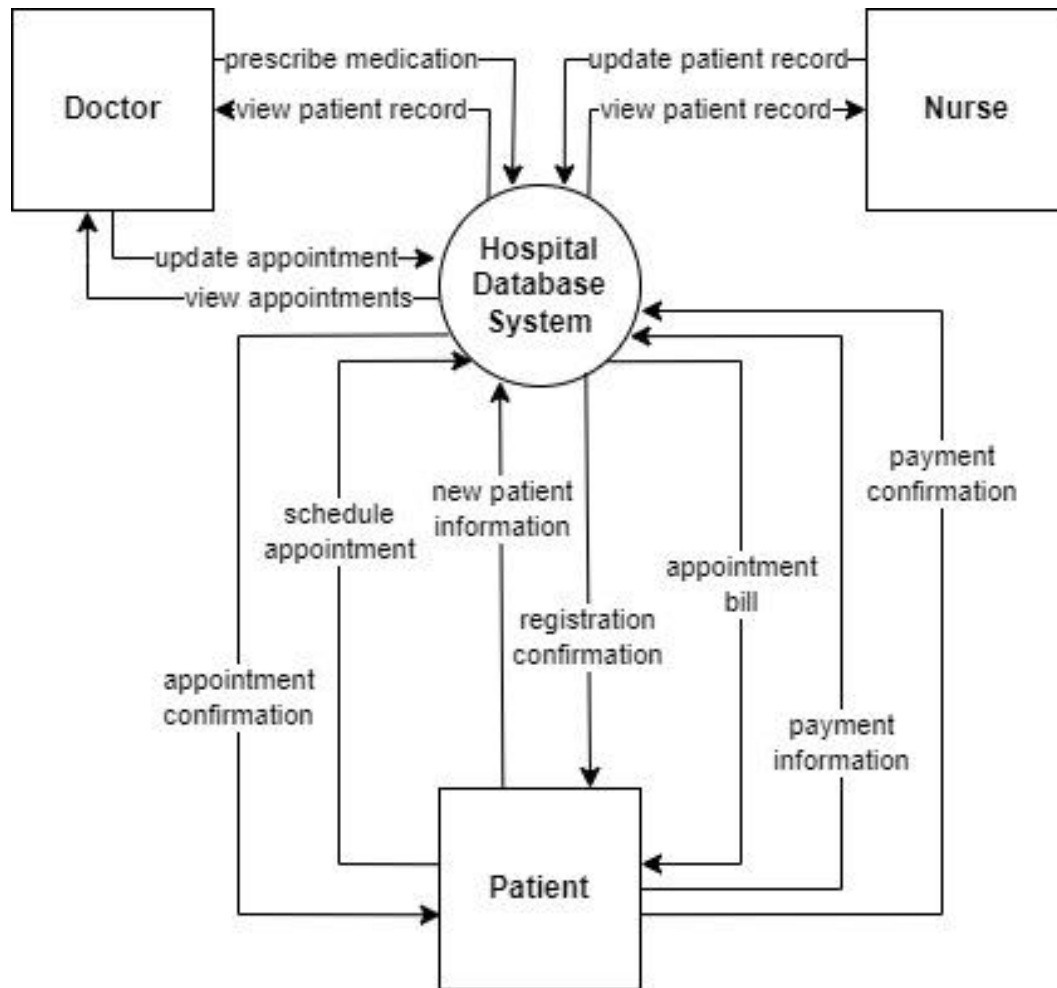 prescribe medication
update patient record
Doctor
view patient record
view patient record
Nurse
Hospital
Database
System
update appointment
view appointments
payment
confirmation
new patient
information
schedule
appointment
appointment
bill
registration
confirmation
appointment
confirmation
payment
information
Patient